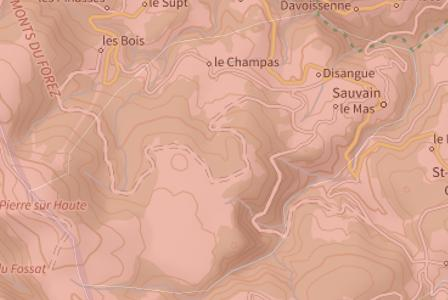 le Supt
Davoissenne
MONTS DU FOREZ
les Bois
le Champas
Disangue
Sauvain
le Mas
Pierre sur Haute
du Fossat